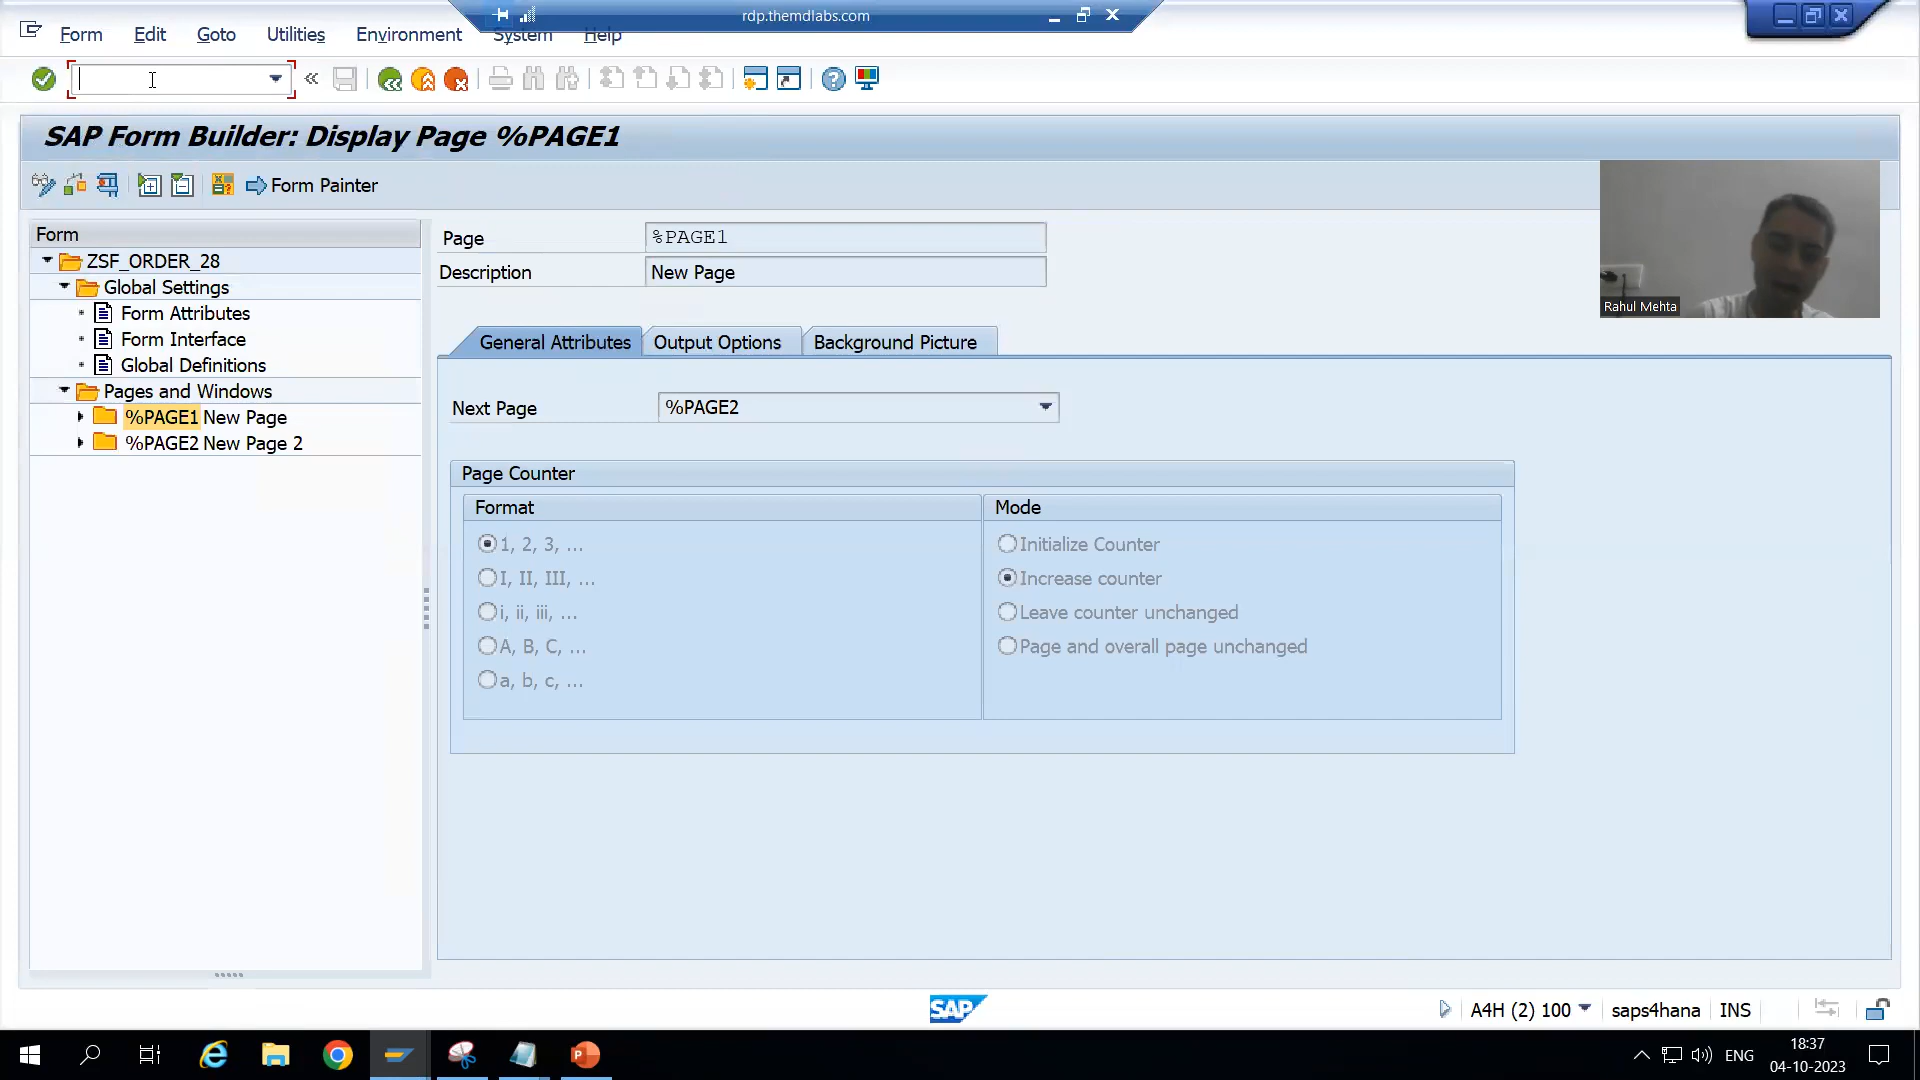 rdp.themdlabs.com
Form Edit Goto Utilities Environment System Help
SAP Form Builder: Display Page %PAGE1
Form Painter
Form
ZSF_ORDER_28
Global Settings
Form Attributes
Form Interface
Global Definitions
Pages and Windows
%PAGE1 New Page
%PAGE2 New Page 2
Page %PAGE1
Description New Page
General Attributes Output Options Background Picture
Next Page %PAGE2
Page Counter
Format Mode
1, 2, 3, ... Initialize Counter
I, II, III, ... Increase counter
i, ii, iii, ... Leave counter unchanged
A, B, C, ... Page and overall page unchanged
a, b, c, ...
Rahul Mehta
SAP
A4H (2) 100 saps4hana INS
ENG
18:37
04-10-2023